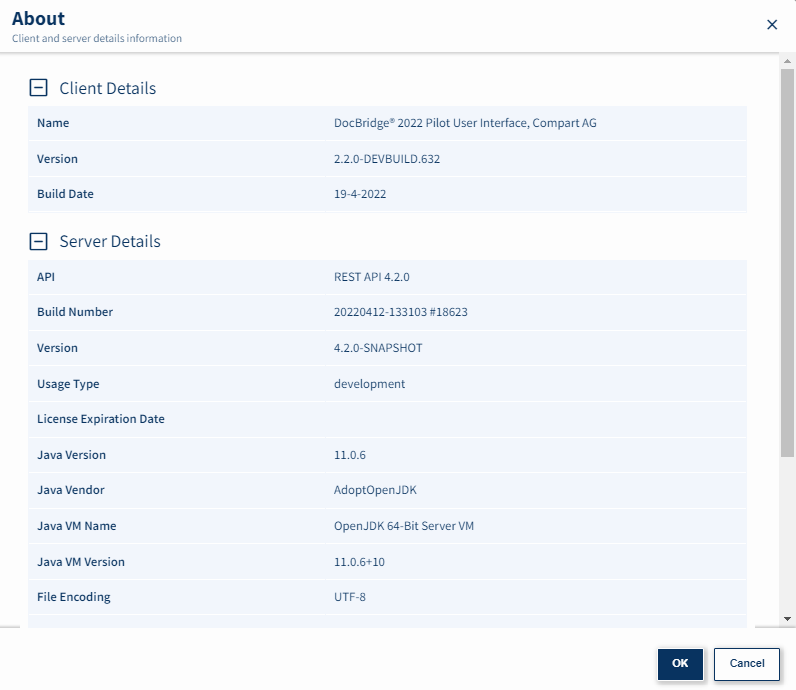 About
Client and server details information
Client Details
Name DocBridge® 2022 Pilot User Interface, Compart AG
Version 2.2.0-DEVBUILD.632
Build Date 19-4-2022
Server Details
API REST API 4.2.0
Build Number 20220412-133103 #18623
Version 4.2.0-SNAPSHOT
Usage Type development
License Expiration Date
Java Version 11.0.6
Java Vendor AdoptOpenJDK
Java VM Name OpenJDK 64-Bit Server VM
Java VM Version 11.0.6+10
File Encoding UTF-8
OK Cancel